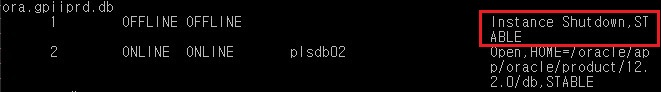 ora.gpiiprd.db
1 OFFLINE OFFLINE Instance Shutdown,ST
ABLE
2 ONLINE ONLINE plsdb02 Open,HOME=/oracle/ap
p/oracle/product/12.
2.0/db,STABLE